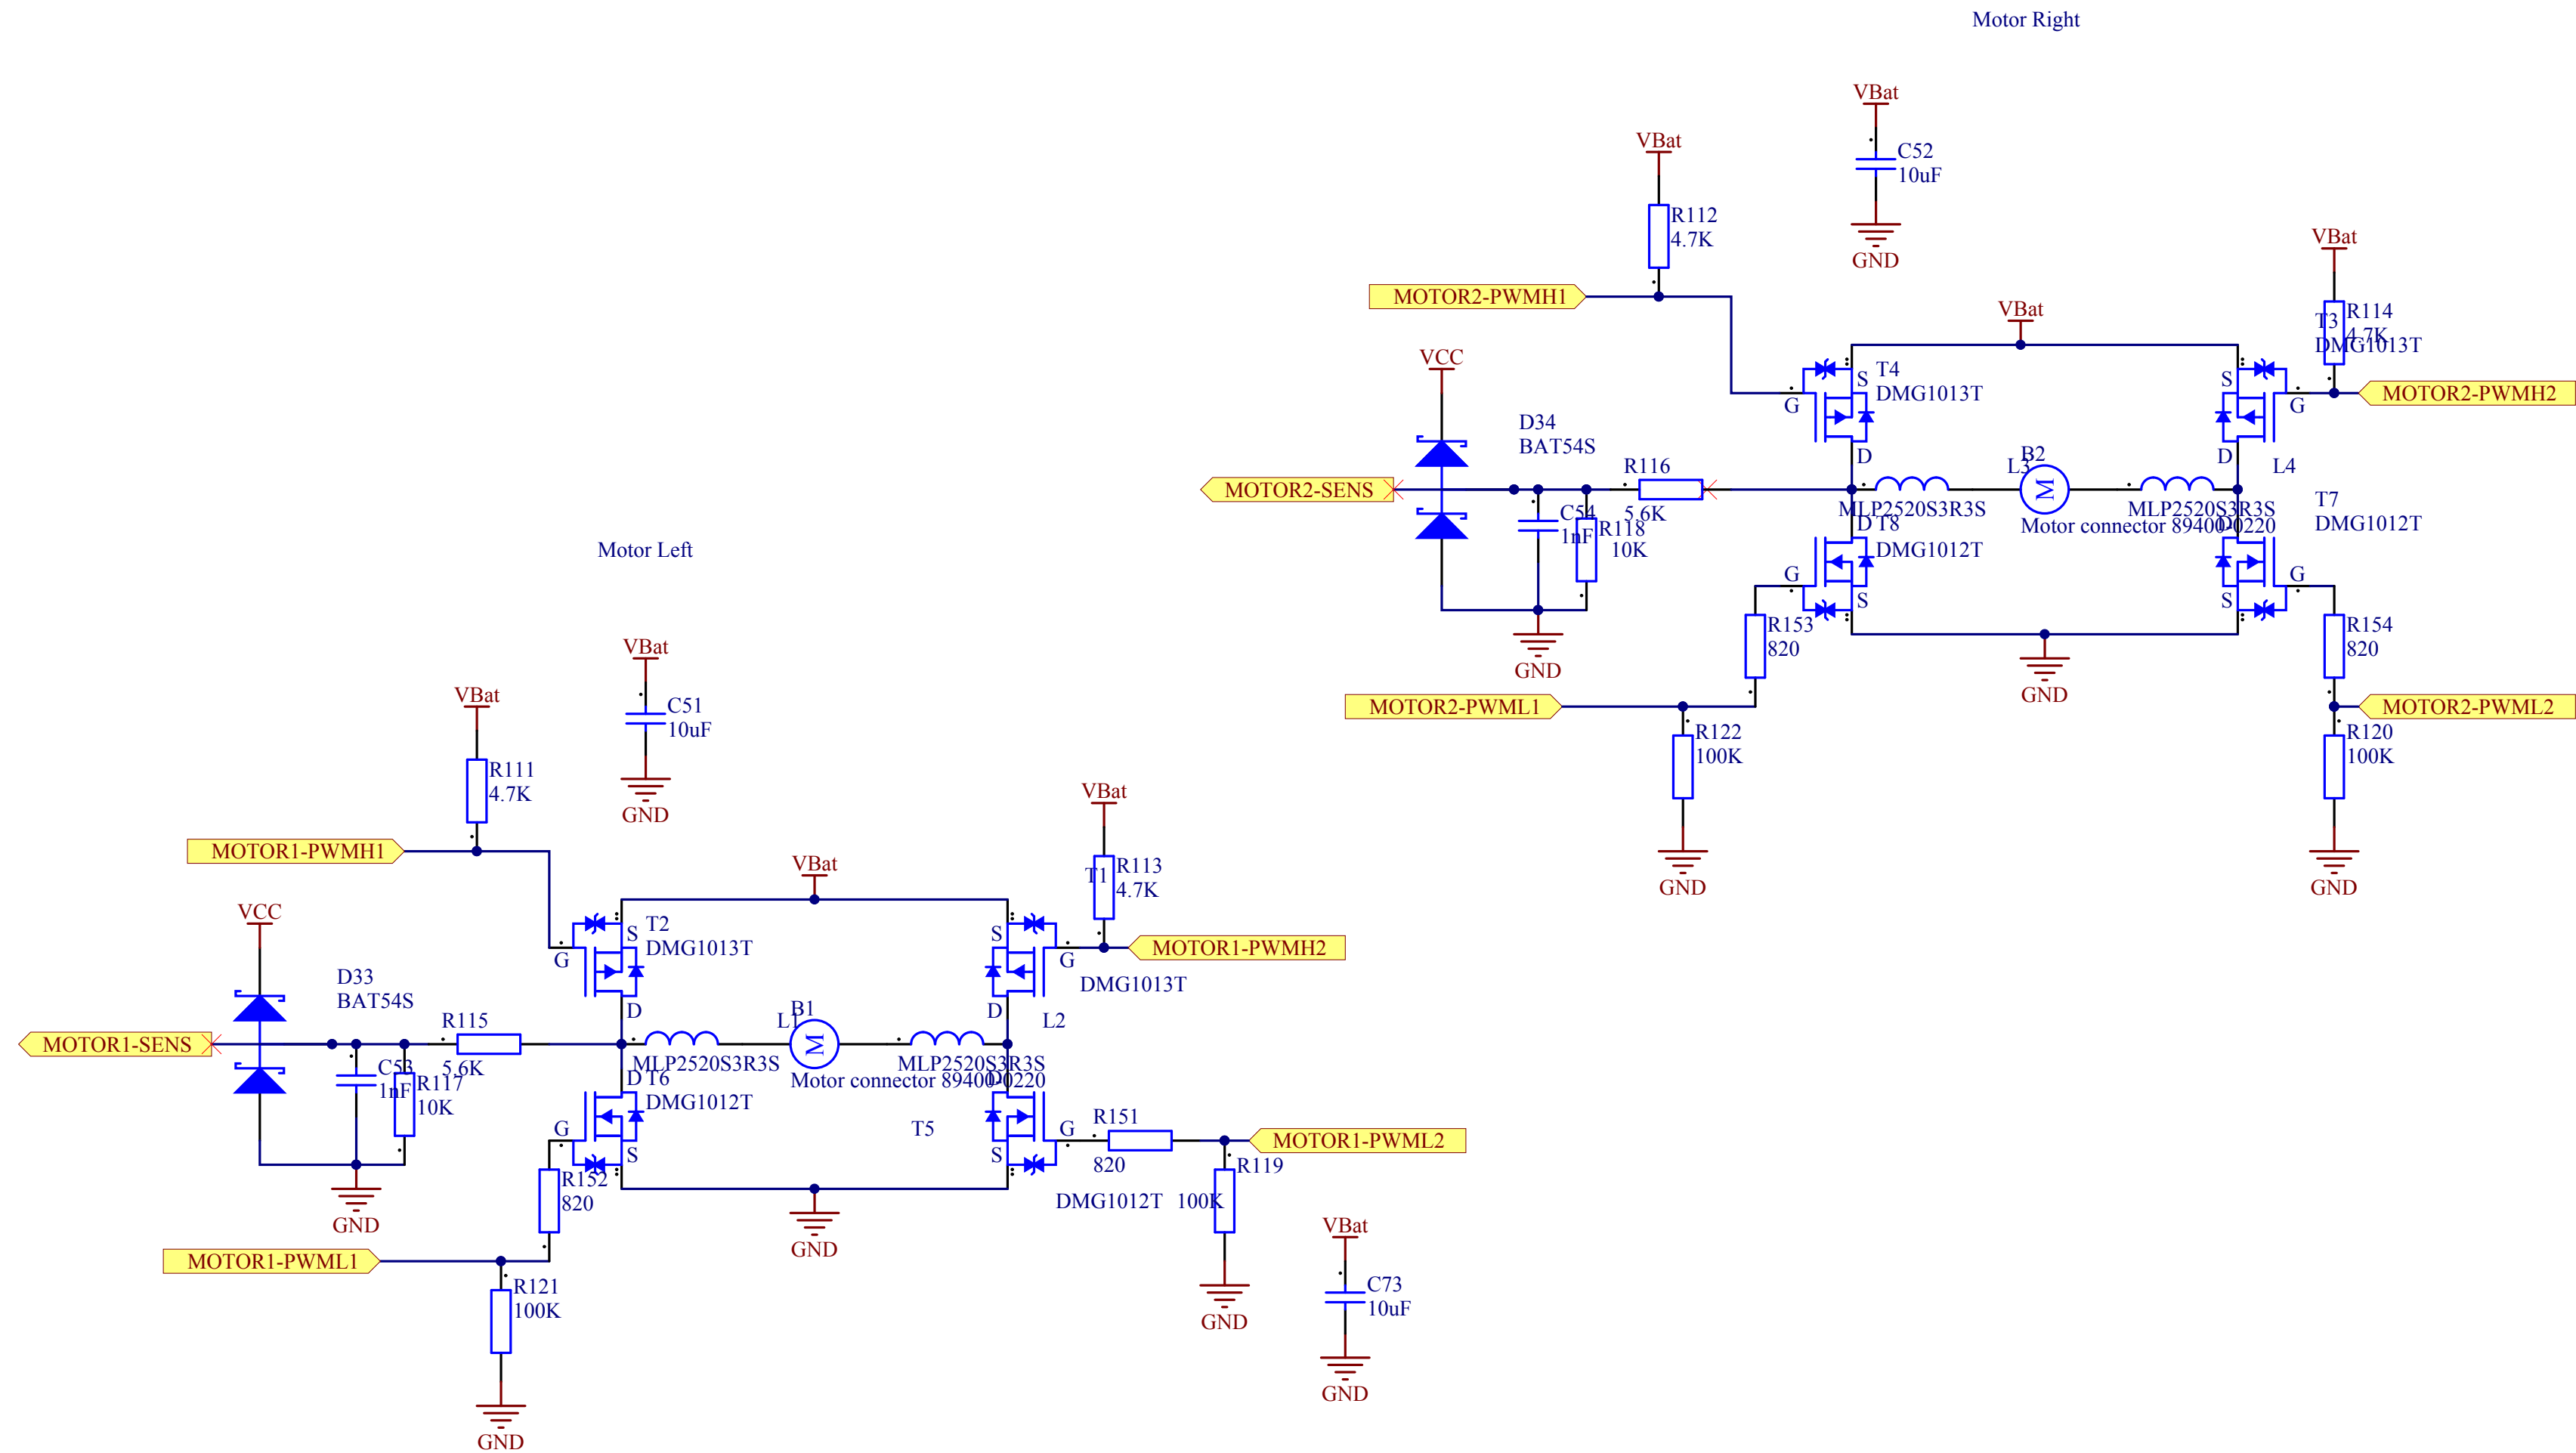 Motor Right
VBat
C52
10uF
GND
VBat
R112
4.7K
MOTOR2-PWMH1
VBat
R114
4.7K
T3
DMG1013T
MOTOR2-PWMH2
VBat
S
T4
DMG1013T
G
D
S
G
D
VCC
D34
BAT54S
MOTOR2-SENS
R116
5.6K
C54
1nF
R118
10K
GND
B2
L3
L4
MLP2520S3R3S
MLP2520S3R3S
Motor connector 89400-0220
D
T8
DMG1012T
G
S
D
T7
DMG1012T
G
S
R153
820
R154
820
GND
MOTOR2-PWML1
MOTOR2-PWML2
R122
100K
GND
R120
100K
GND
Motor Left
VBat
C51
10uF
GND
VBat
R111
4.7K
MOTOR1-PWMH1
VBat
T1
R113
4.7K
MOTOR1-PWMH2
DMG1013T
VBat
S
T2
DMG1013T
G
D
S
G
D
VCC
D33
BAT54S
MOTOR1-SENS
R115
5.6K
C53
1nF
R117
10K
GND
B1
L1
L2
MLP2520S3R3S
MLP2520S3R3S
Motor connector 89400-0220
D
T6
DMG1012T
G
S
D
T5
G
S
R151
820
MOTOR1-PWML2
DMG1012T
R119
100K
GND
R152
820
GND
MOTOR1-PWML1
R121
100K
GND
VBat
C73
10uF
GND
M
M